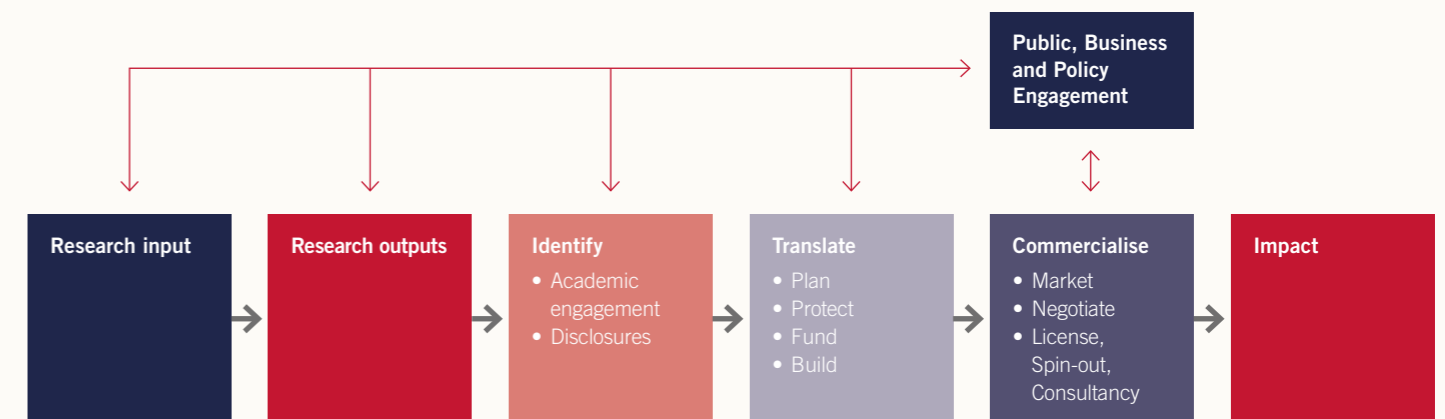 Public, Business
and Policy
Engagement
Research input
Research outputs
Identify
• Academic
engagement
• Disclosures
Translate
• Plan
• Protect
• Fund
• Build
Commercialise
• Market
• Negotiate
• License,
Spin-out,
Consultancy
Impact